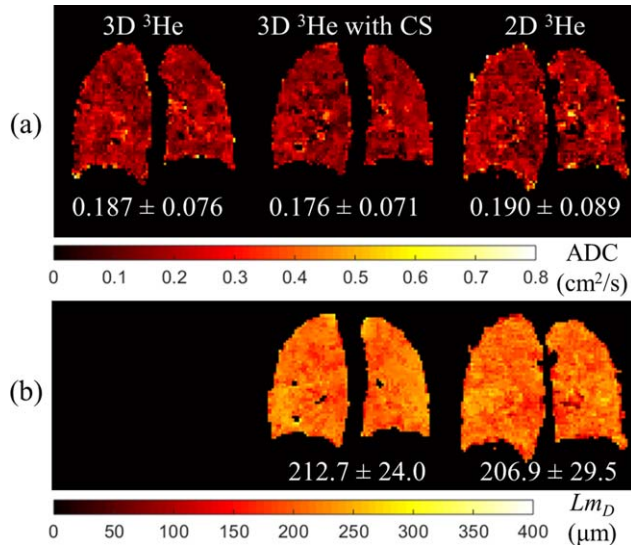 3D ³He 3D ³He with CS 2D ³He
(a)
0.187 ± 0.076 0.176 ± 0.071 0.190 ± 0.089
0 0.1 0.2 0.3 0.4 0.5 0.6 0.7 0.8
ADC
(cm²/s)
(b)
212.7 ± 24.0 206.9 ± 29.5
0 50 100 150 200 250 300 350 400
Lm_D
(μm)